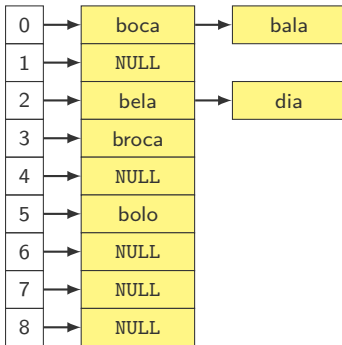 0 boca bala
1 NULL
2 bela dia
3 broca
4 NULL
5 bolo
6 NULL
7 NULL
8 NULL